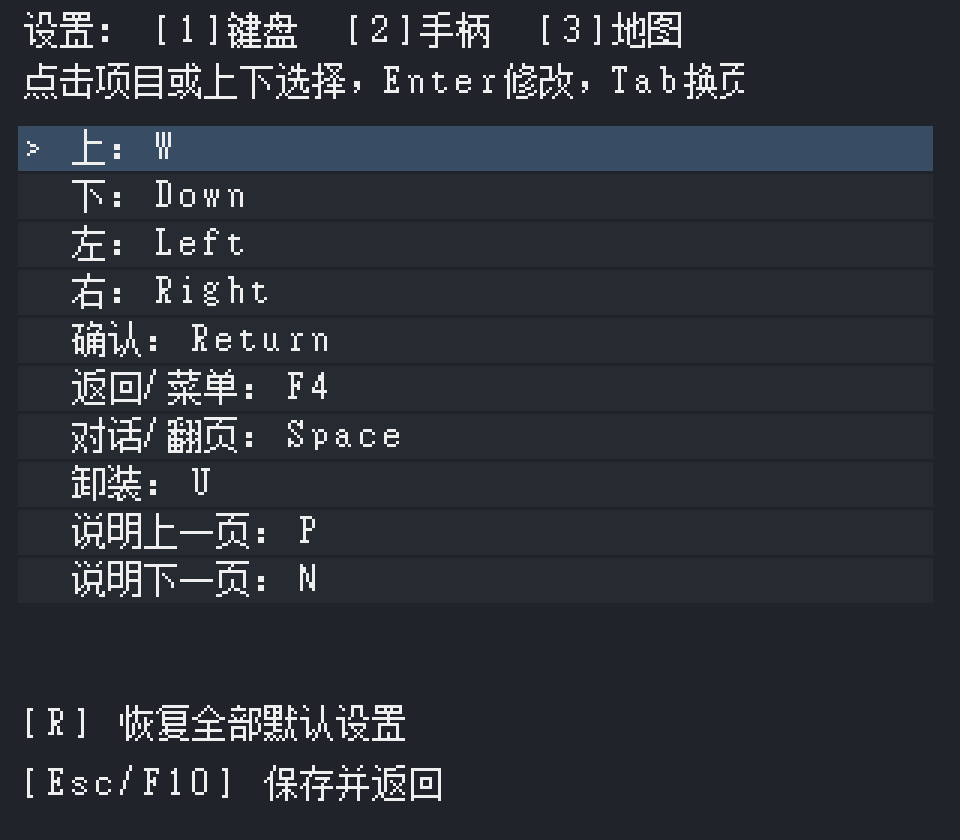 设置： [1]键盘 [2]手柄 [3]地图
点击项目或上下选择，Enter修改，Tab换页
> 上： W
下： Down
左： Left
右： Right
确认： Return
返回/菜单： F4
对话/翻页： Space
卸装： U
说明上一页： P
说明下一页： N
[R] 恢复全部默认设置
[Esc/F10] 保存并返回